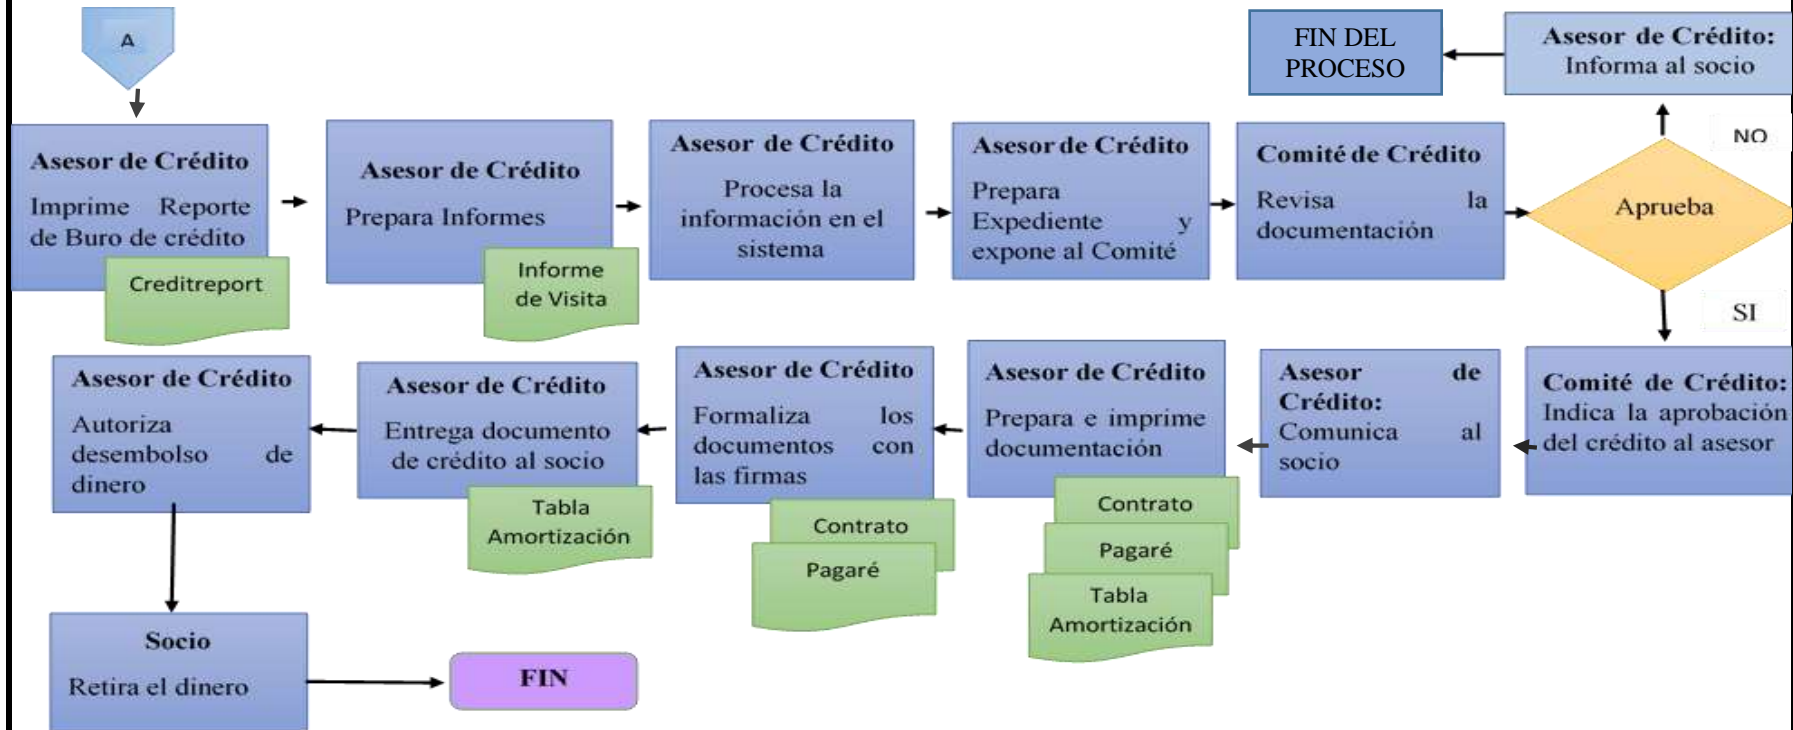 A
FIN DEL
PROCESO
Asesor de Crédito:
Informa al socio
Asesor de Crédito
Imprime Reporte
de Buro de crédito
Creditreport
Asesor de Crédito
Prepara Informes
Informe
de Visita
Asesor de Crédito
Procesa la
información en el
sistema
Asesor de Crédito
Prepara
Expediente y
expone al Comité
Comité de Crédito
Revisa la
documentación
Aprueba
NO
SI
Comité de Crédito:
Indica la aprobación
del crédito al asesor
Asesor de
Crédito:
Comunica al
socio
Asesor de Crédito
Prepara e imprime
documentación
Contrato
Pagaré
Tabla
Amortización
Asesor de Crédito
Formaliza los
documentos con
las firmas
Contrato
Pagaré
Asesor de Crédito
Entrega documento
de crédito al socio
Tabla
Amortización
Asesor de Crédito
Autoriza
desembolso de
dinero
Socio
Retira el dinero
FIN